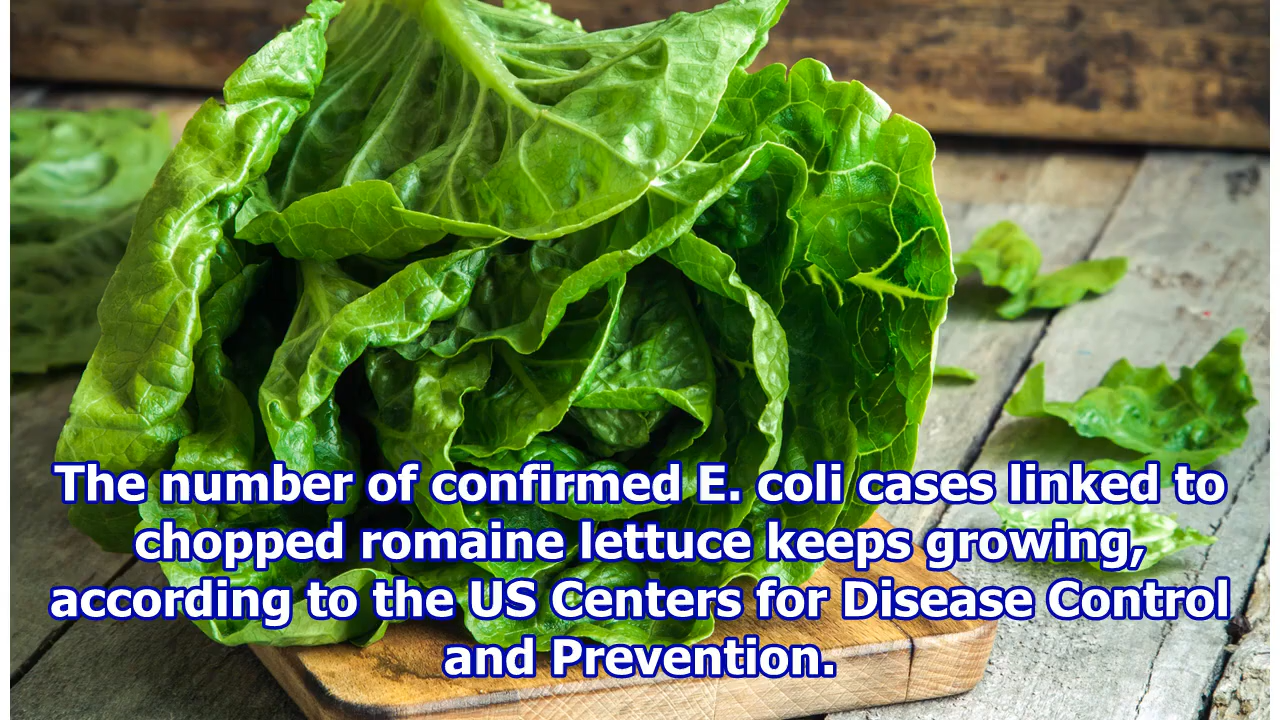 The number of confirmed E. coli cases linked to
chopped romaine lettuce keeps growing,
according to the US Centers for Disease Control
and Prevention.